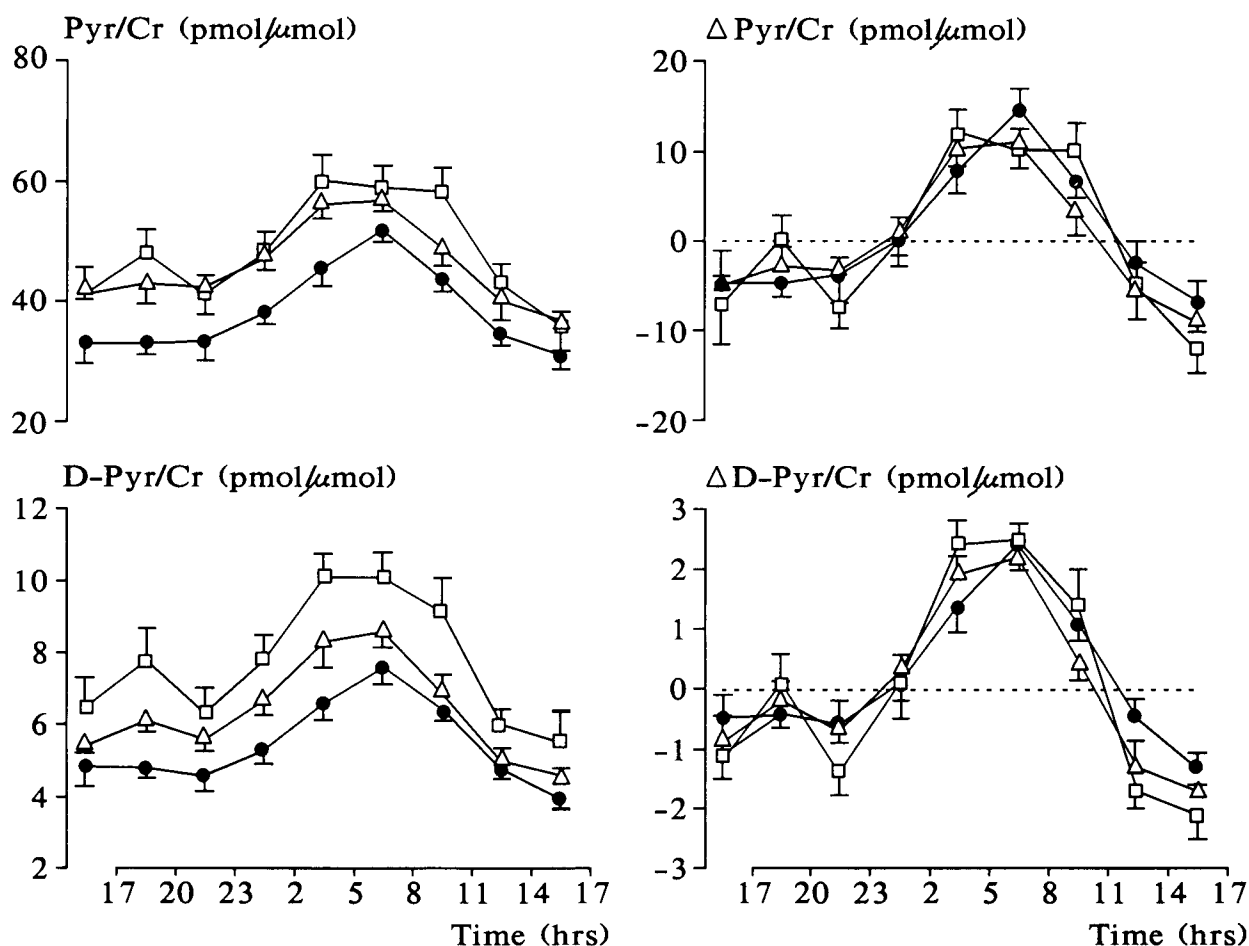 Pyr/Cr (pmol/μmol)
80
60
40
20
Δ Pyr/Cr (pmol/μmol)
20
10
0
-10
-20
D-Pyr/Cr (pmol/μmol)
12
10
8
6
4
2
17 20 23 2 5 8 11 14 17
Time (hrs)
Δ D-Pyr/Cr (pmol/μmol)
3
2
1
0
-1
-2
-3
17 20 23 2 5 8 11 14 17
Time (hrs)